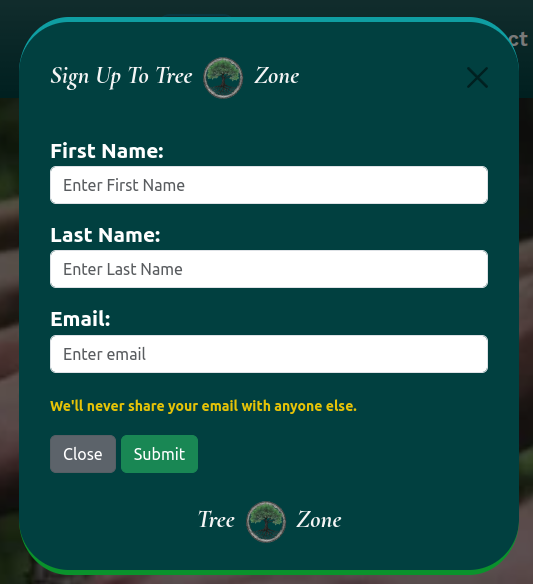 ct
Sign Up To Tree Zone
First Name:
Enter First Name
Last Name:
Enter Last Name
Email:
Enter email
We'll never share your email with anyone else.
Close Submit
Tree Zone